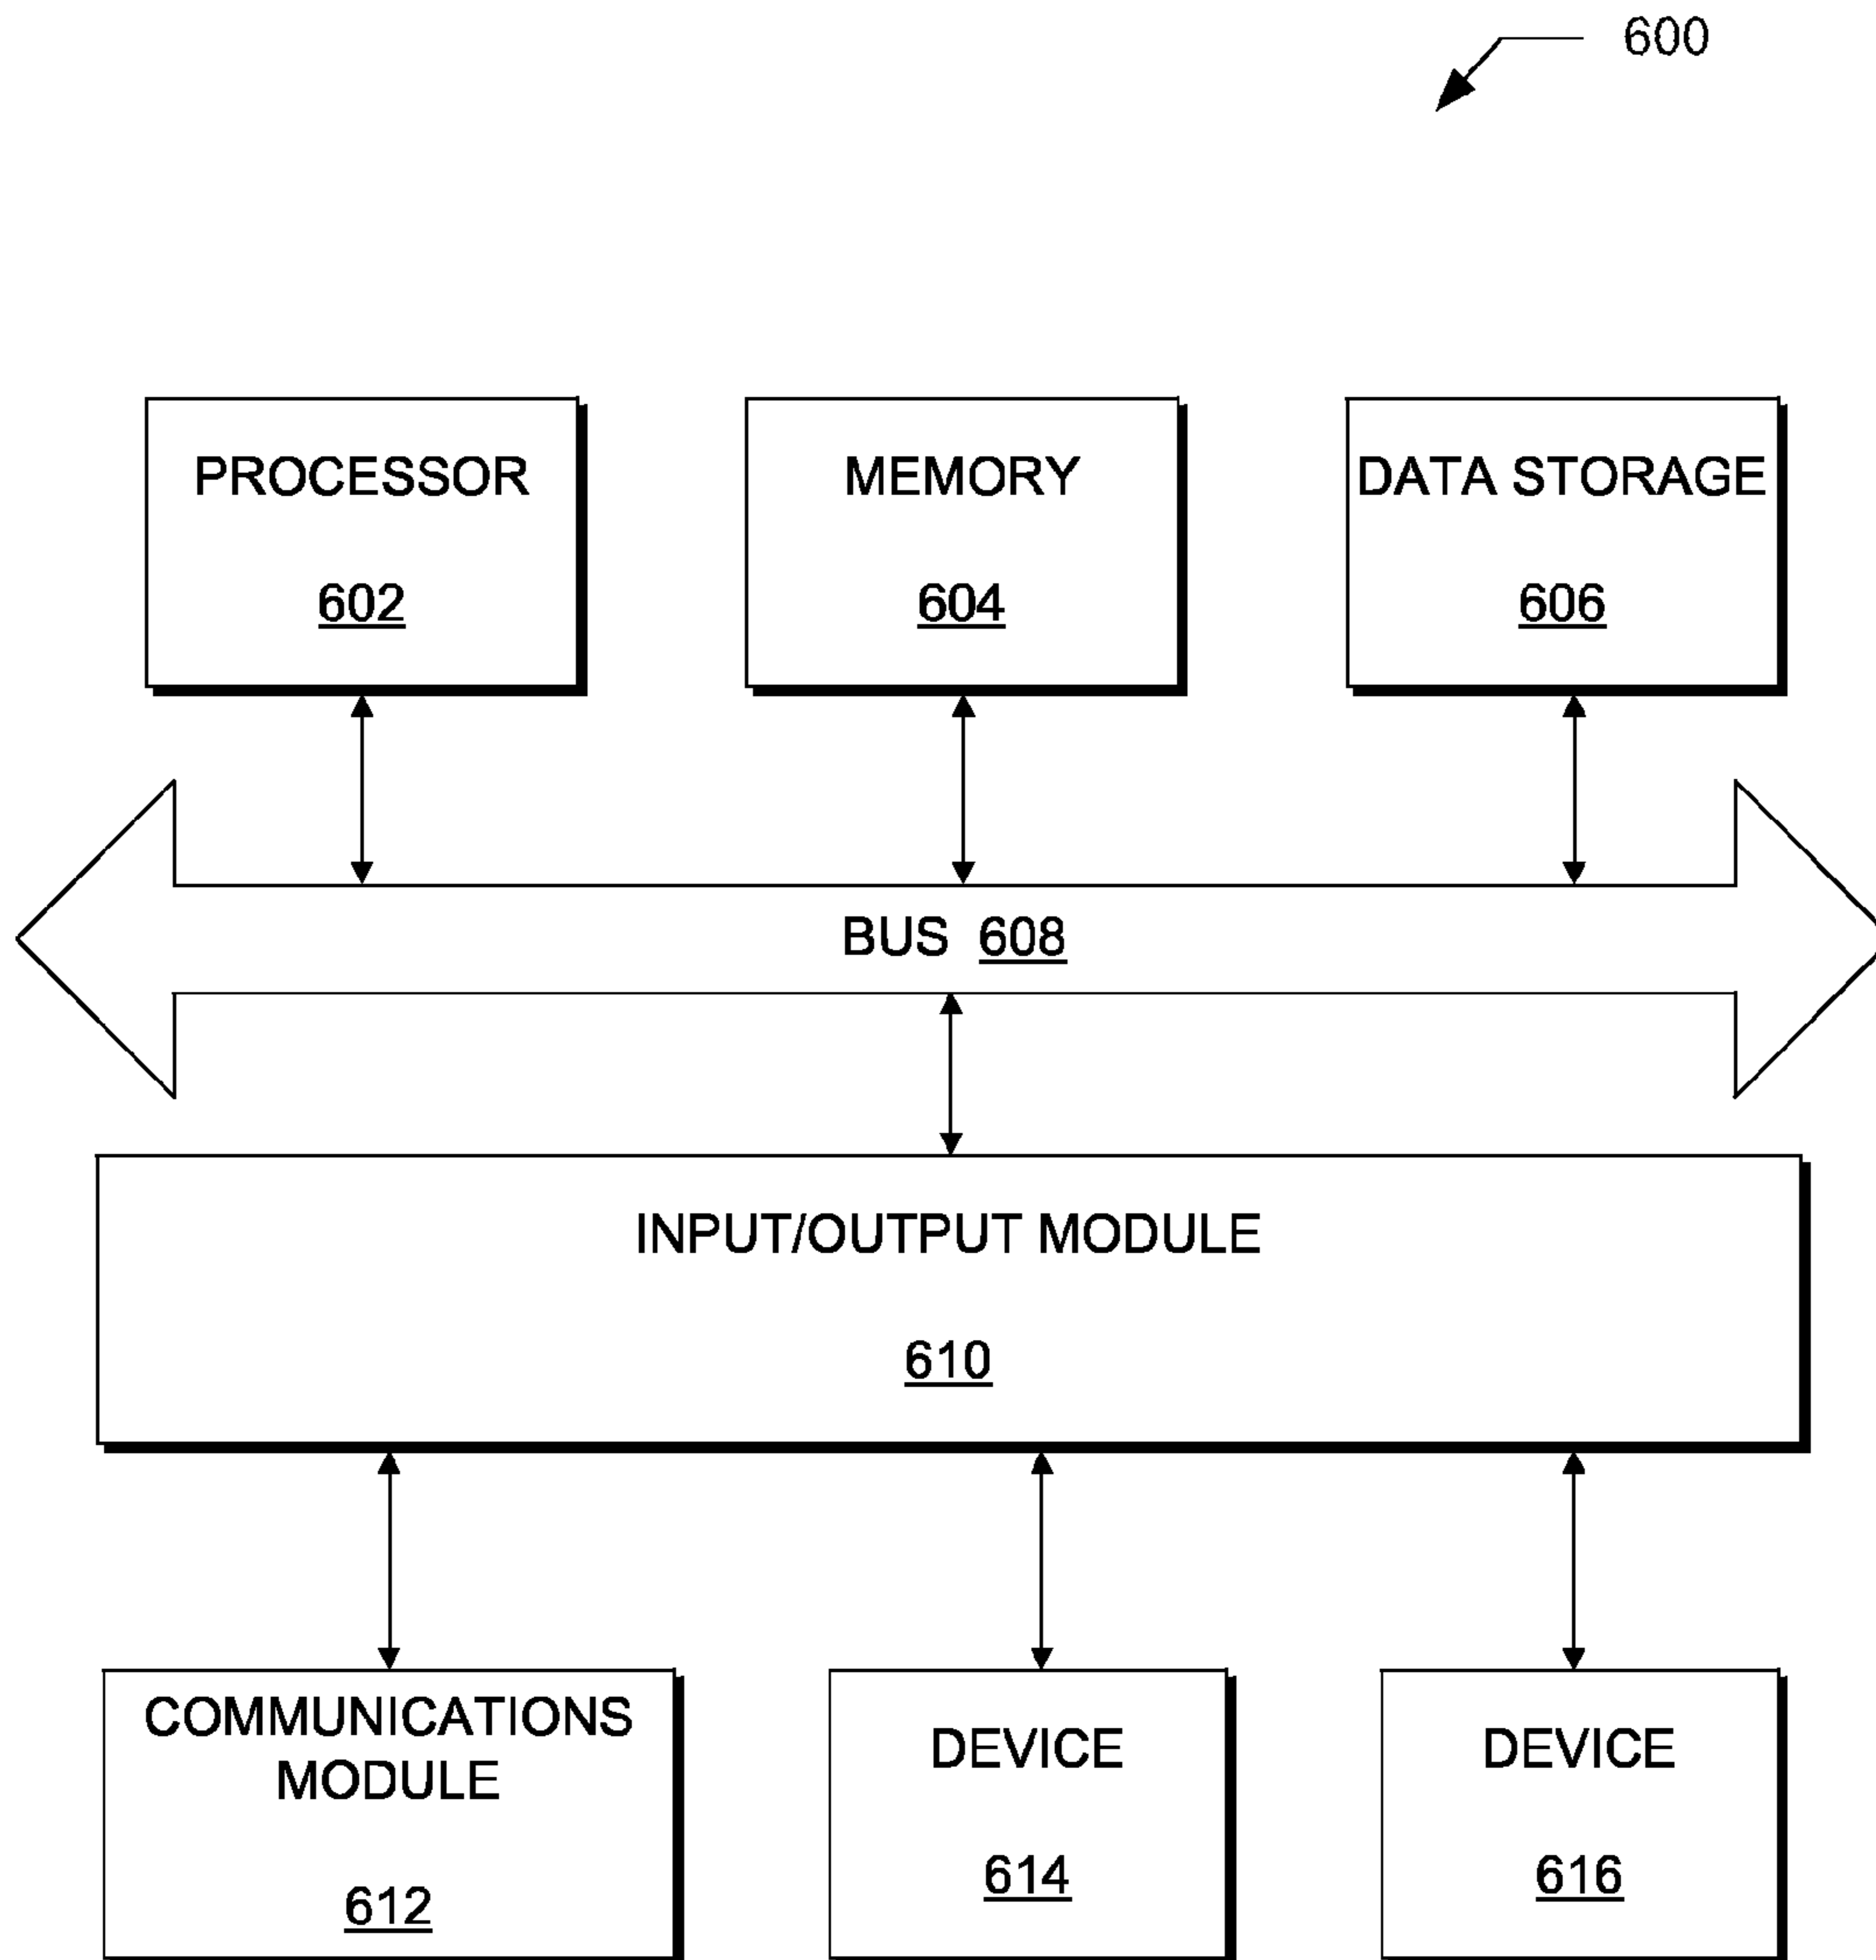 600
PROCESSOR
602
MEMORY
604
DATA STORAGE
606
BUS 608
INPUT/OUTPUT MODULE
610
COMMUNICATIONS
MODULE
612
DEVICE
614
DEVICE
616